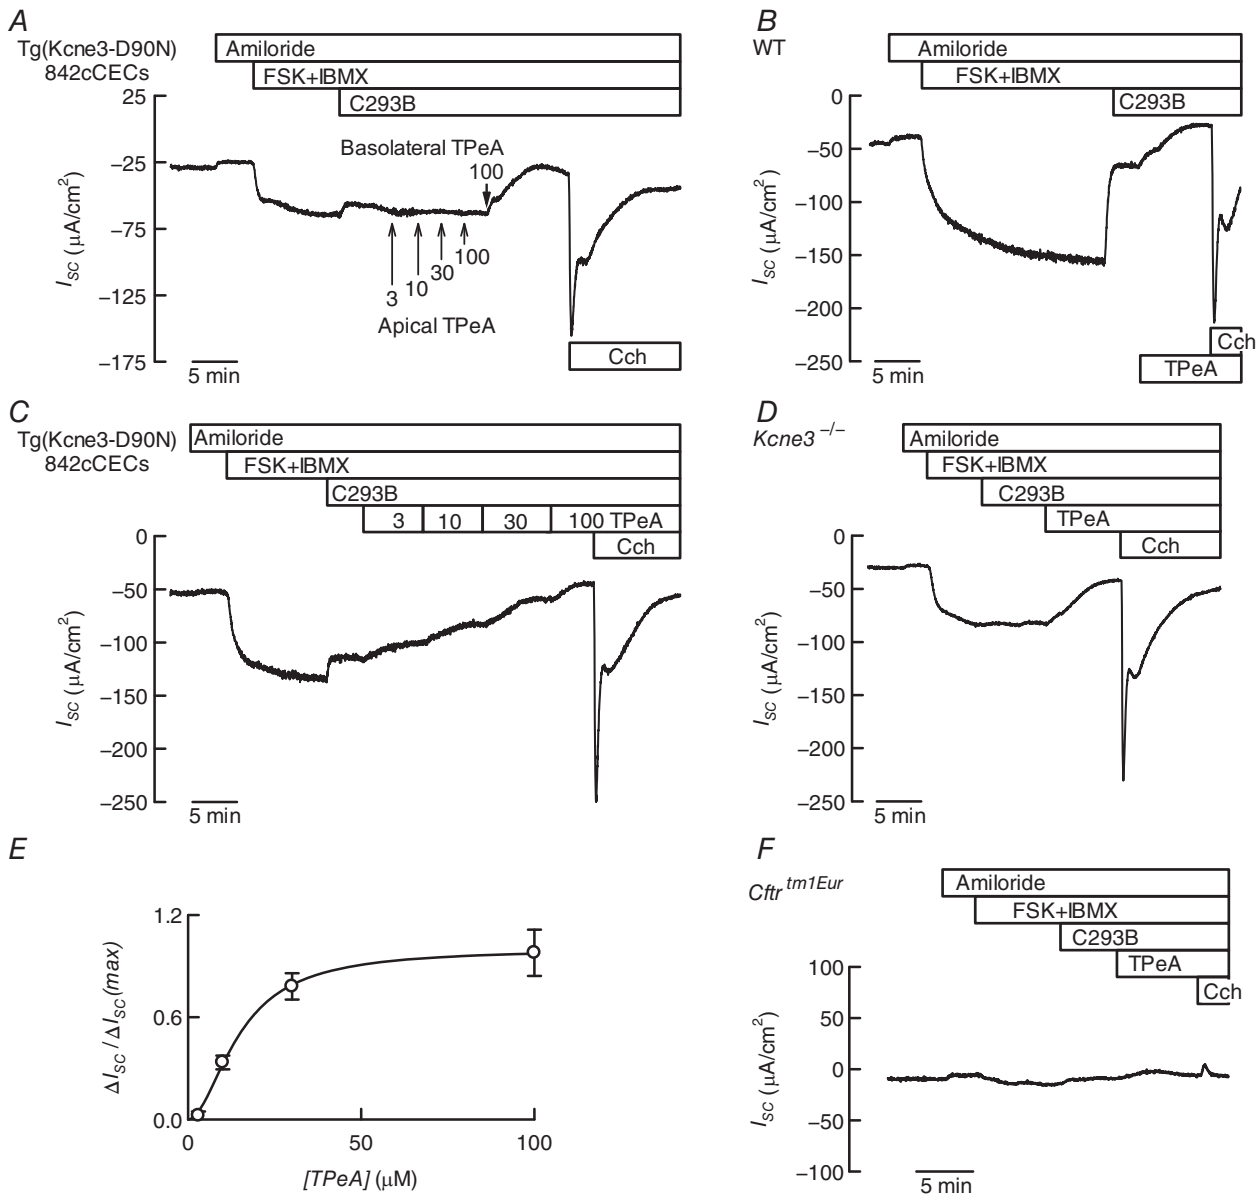 A
Tg(Kcne3-D90N)
842cCECs
Amiloride
FSK+IBMX
C293B
25
−25
−75
−125
−175
I_SC (μA/cm²)
Basolateral TPeA
100
3
10
30
100
Apical TPeA
Cch
5 min
B
WT
Amiloride
FSK+IBMX
C293B
0
−50
−100
−150
−200
−250
I_SC (μA/cm²)
Cch
TPeA
5 min
C
Tg(Kcne3-D90N)
842cCECs
Amiloride
FSK+IBMX
C293B
3 10 30 100 TPeA
Cch
0
−50
−100
−150
−200
−250
I_SC (μA/cm²)
5 min
D
Kcne3 −/−
Amiloride
FSK+IBMX
C293B
TPeA
Cch
0
−50
−100
−150
−200
−250
I_SC (μA/cm²)
5 min
E
1.2
0.6
0.0
ΔI_SC / ΔI_SC(max)
0 50 100
[TPeA] (μM)
F
Cftr tm1Eur
Amiloride
FSK+IBMX
C293B
TPeA
Cch
100
50
0
−50
−100
I_SC (μA/cm²)
5 min